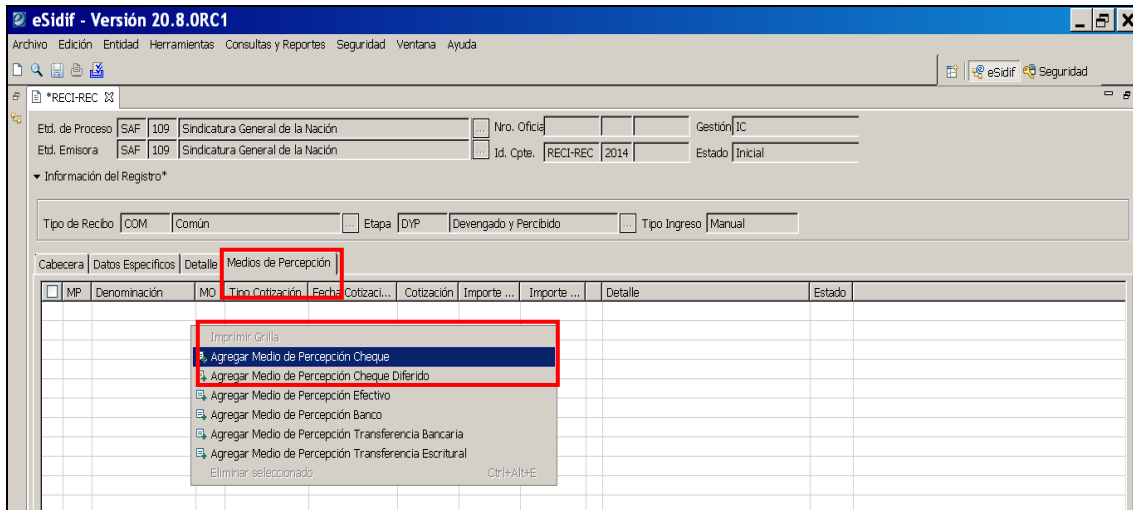 eSidif - Versión 20.8.0RC1
Archivo Edición Entidad Herramientas Consultas y Reportes Seguridad Ventana Ayuda
eSidif Seguridad
*RECI-REC
Etd. de Proceso SAF 109 Sindicatura General de la Nación ... Nro. Oficial Gestión IC
Etd. Emisora SAF 109 Sindicatura General de la Nación ... Id. Cpte. RECI-REC 2014 Estado Inicial
Información del Registro*
Tipo de Recibo COM Común ... Etapa DYP Devengado y Percibido ... Tipo Ingreso Manual
Cabecera Datos Especificos Detalle Medios de Percepción
MP Denominación MO Tipo Cotización Fecha Cotizaci... Cotización Importe ... Importe ... Detalle Estado
Imprimir Grilla
Agregar Medio de Percepción Cheque
Agregar Medio de Percepción Cheque Diferido
Agregar Medio de Percepción Efectivo
Agregar Medio de Percepción Banco
Agregar Medio de Percepción Transferencia Bancaria
Agregar Medio de Percepción Transferencia Escritural
Eliminar seleccionado Ctrl+Alt+E